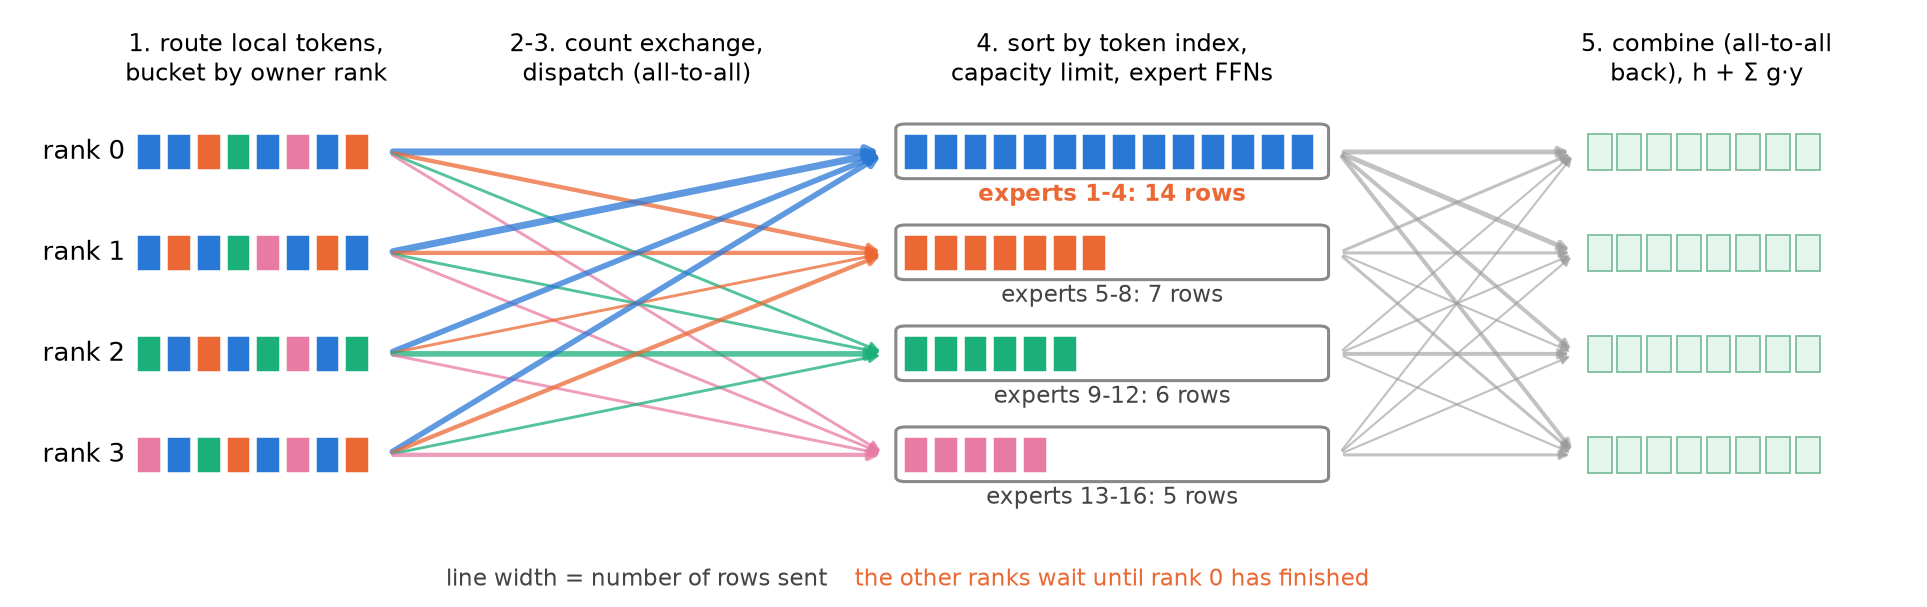 1. route local tokens,
bucket by owner rank
2-3. count exchange,
dispatch (all-to-all)
4. sort by token index,
capacity limit, expert FFNs
5. combine (all-to-all
back), h + Σ g·y
rank 0
experts 1-4: 14 rows
rank 1
experts 5-8: 7 rows
rank 2
experts 9-12: 6 rows
rank 3
experts 13-16: 5 rows
line width = number of rows sent
the other ranks wait until rank 0 has finished